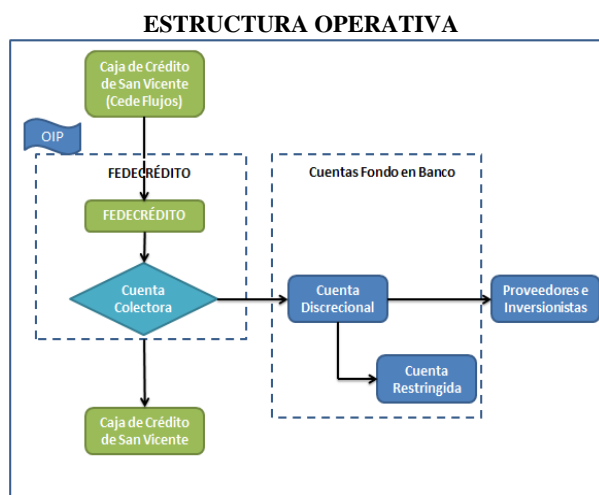 ESTRUCTURA OPERATIVA
Caja de Crédito
de San Vicente
(Cede Flujos)
OIP
FEDECRÉDITO
Cuentas Fondo en Banco
FEDECRÉDITO
Cuenta
Colectora
Cuenta
Discrecional
Proveedores e
Inversionistas
Cuenta
Restringida
Caja de Crédito
de San Vicente